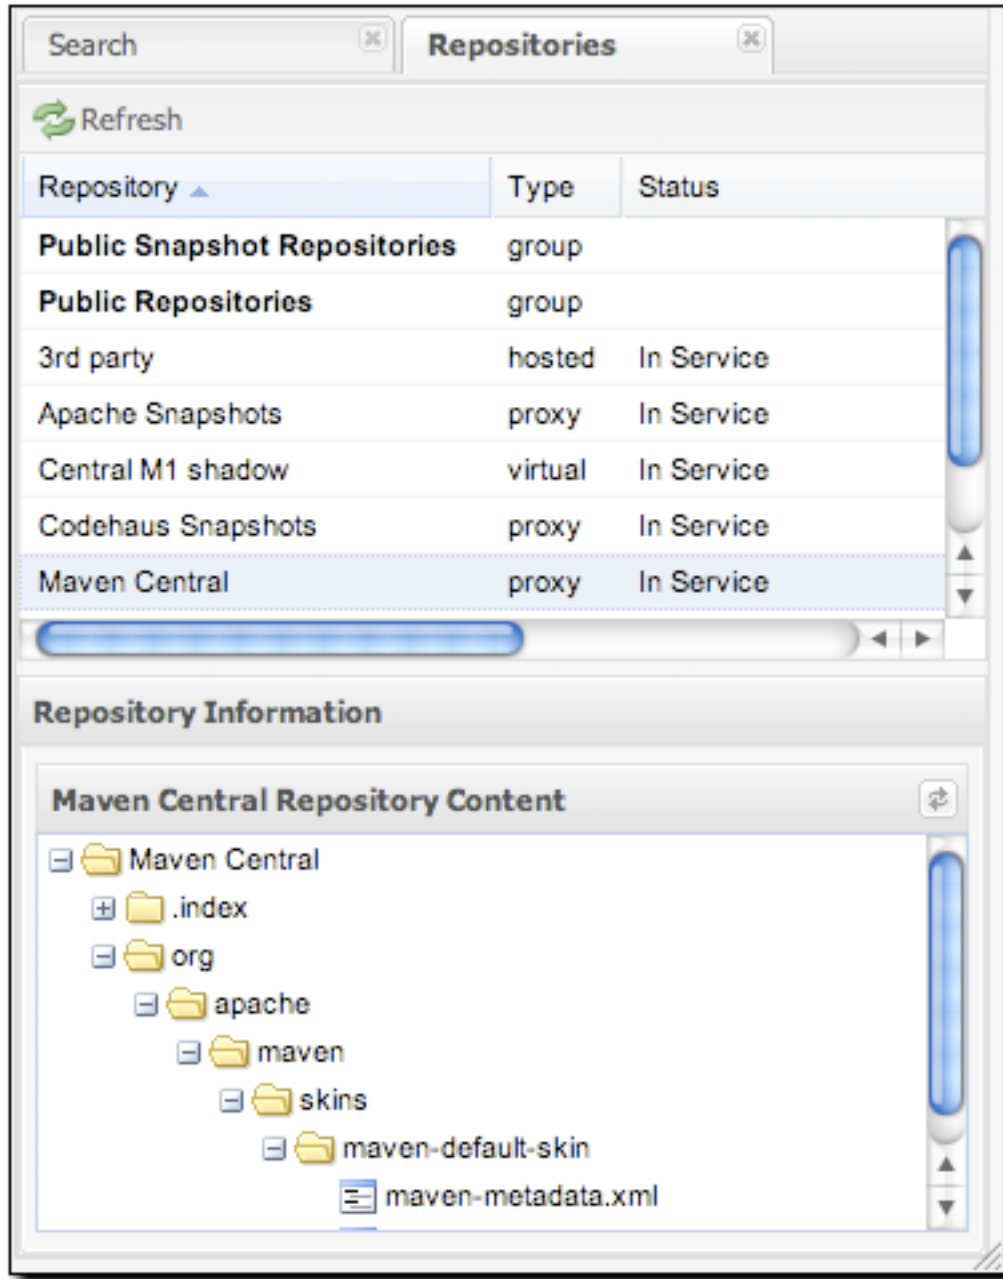 Search Repositories
Refresh
Repository Type Status
Public Snapshot Repositories group
Public Repositories group
3rd party hosted In Service
Apache Snapshots proxy In Service
Central M1 shadow virtual In Service
Codehaus Snapshots proxy In Service
Maven Central proxy In Service
Repository Information
Maven Central Repository Content
Maven Central
.index
org
apache
maven
skins
maven-default-skin
maven-metadata.xml